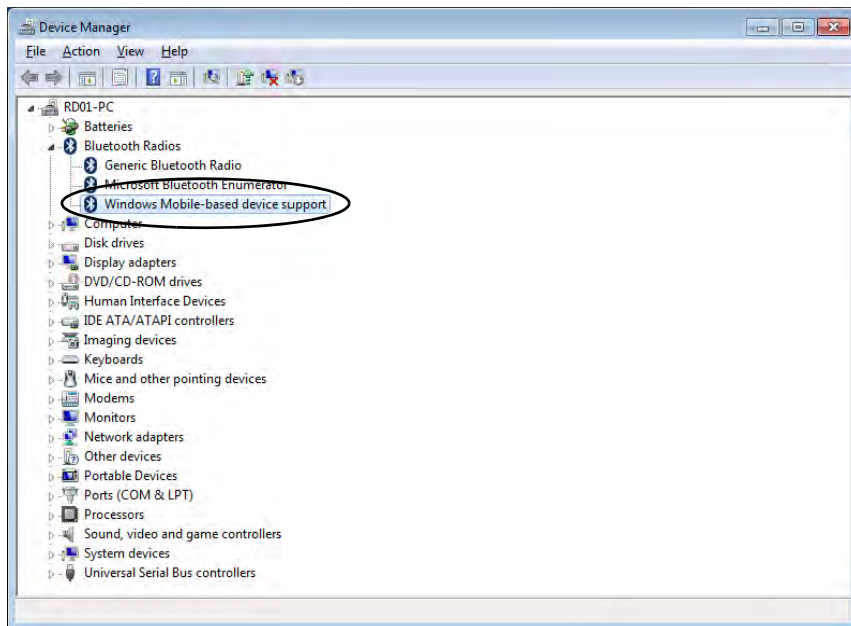 Device Manager
File Action View Help
RD01-PC
Batteries
Bluetooth Radios
Generic Bluetooth Radio
Microsoft Bluetooth Enumerator
Windows Mobile-based device support
Computer
Disk drives
Display adapters
DVD/CD-ROM drives
Human Interface Devices
IDE ATA/ATAPI controllers
Imaging devices
Keyboards
Mice and other pointing devices
Modems
Monitors
Network adapters
Other devices
Portable Devices
Ports (COM & LPT)
Processors
Sound, video and game controllers
System devices
Universal Serial Bus controllers